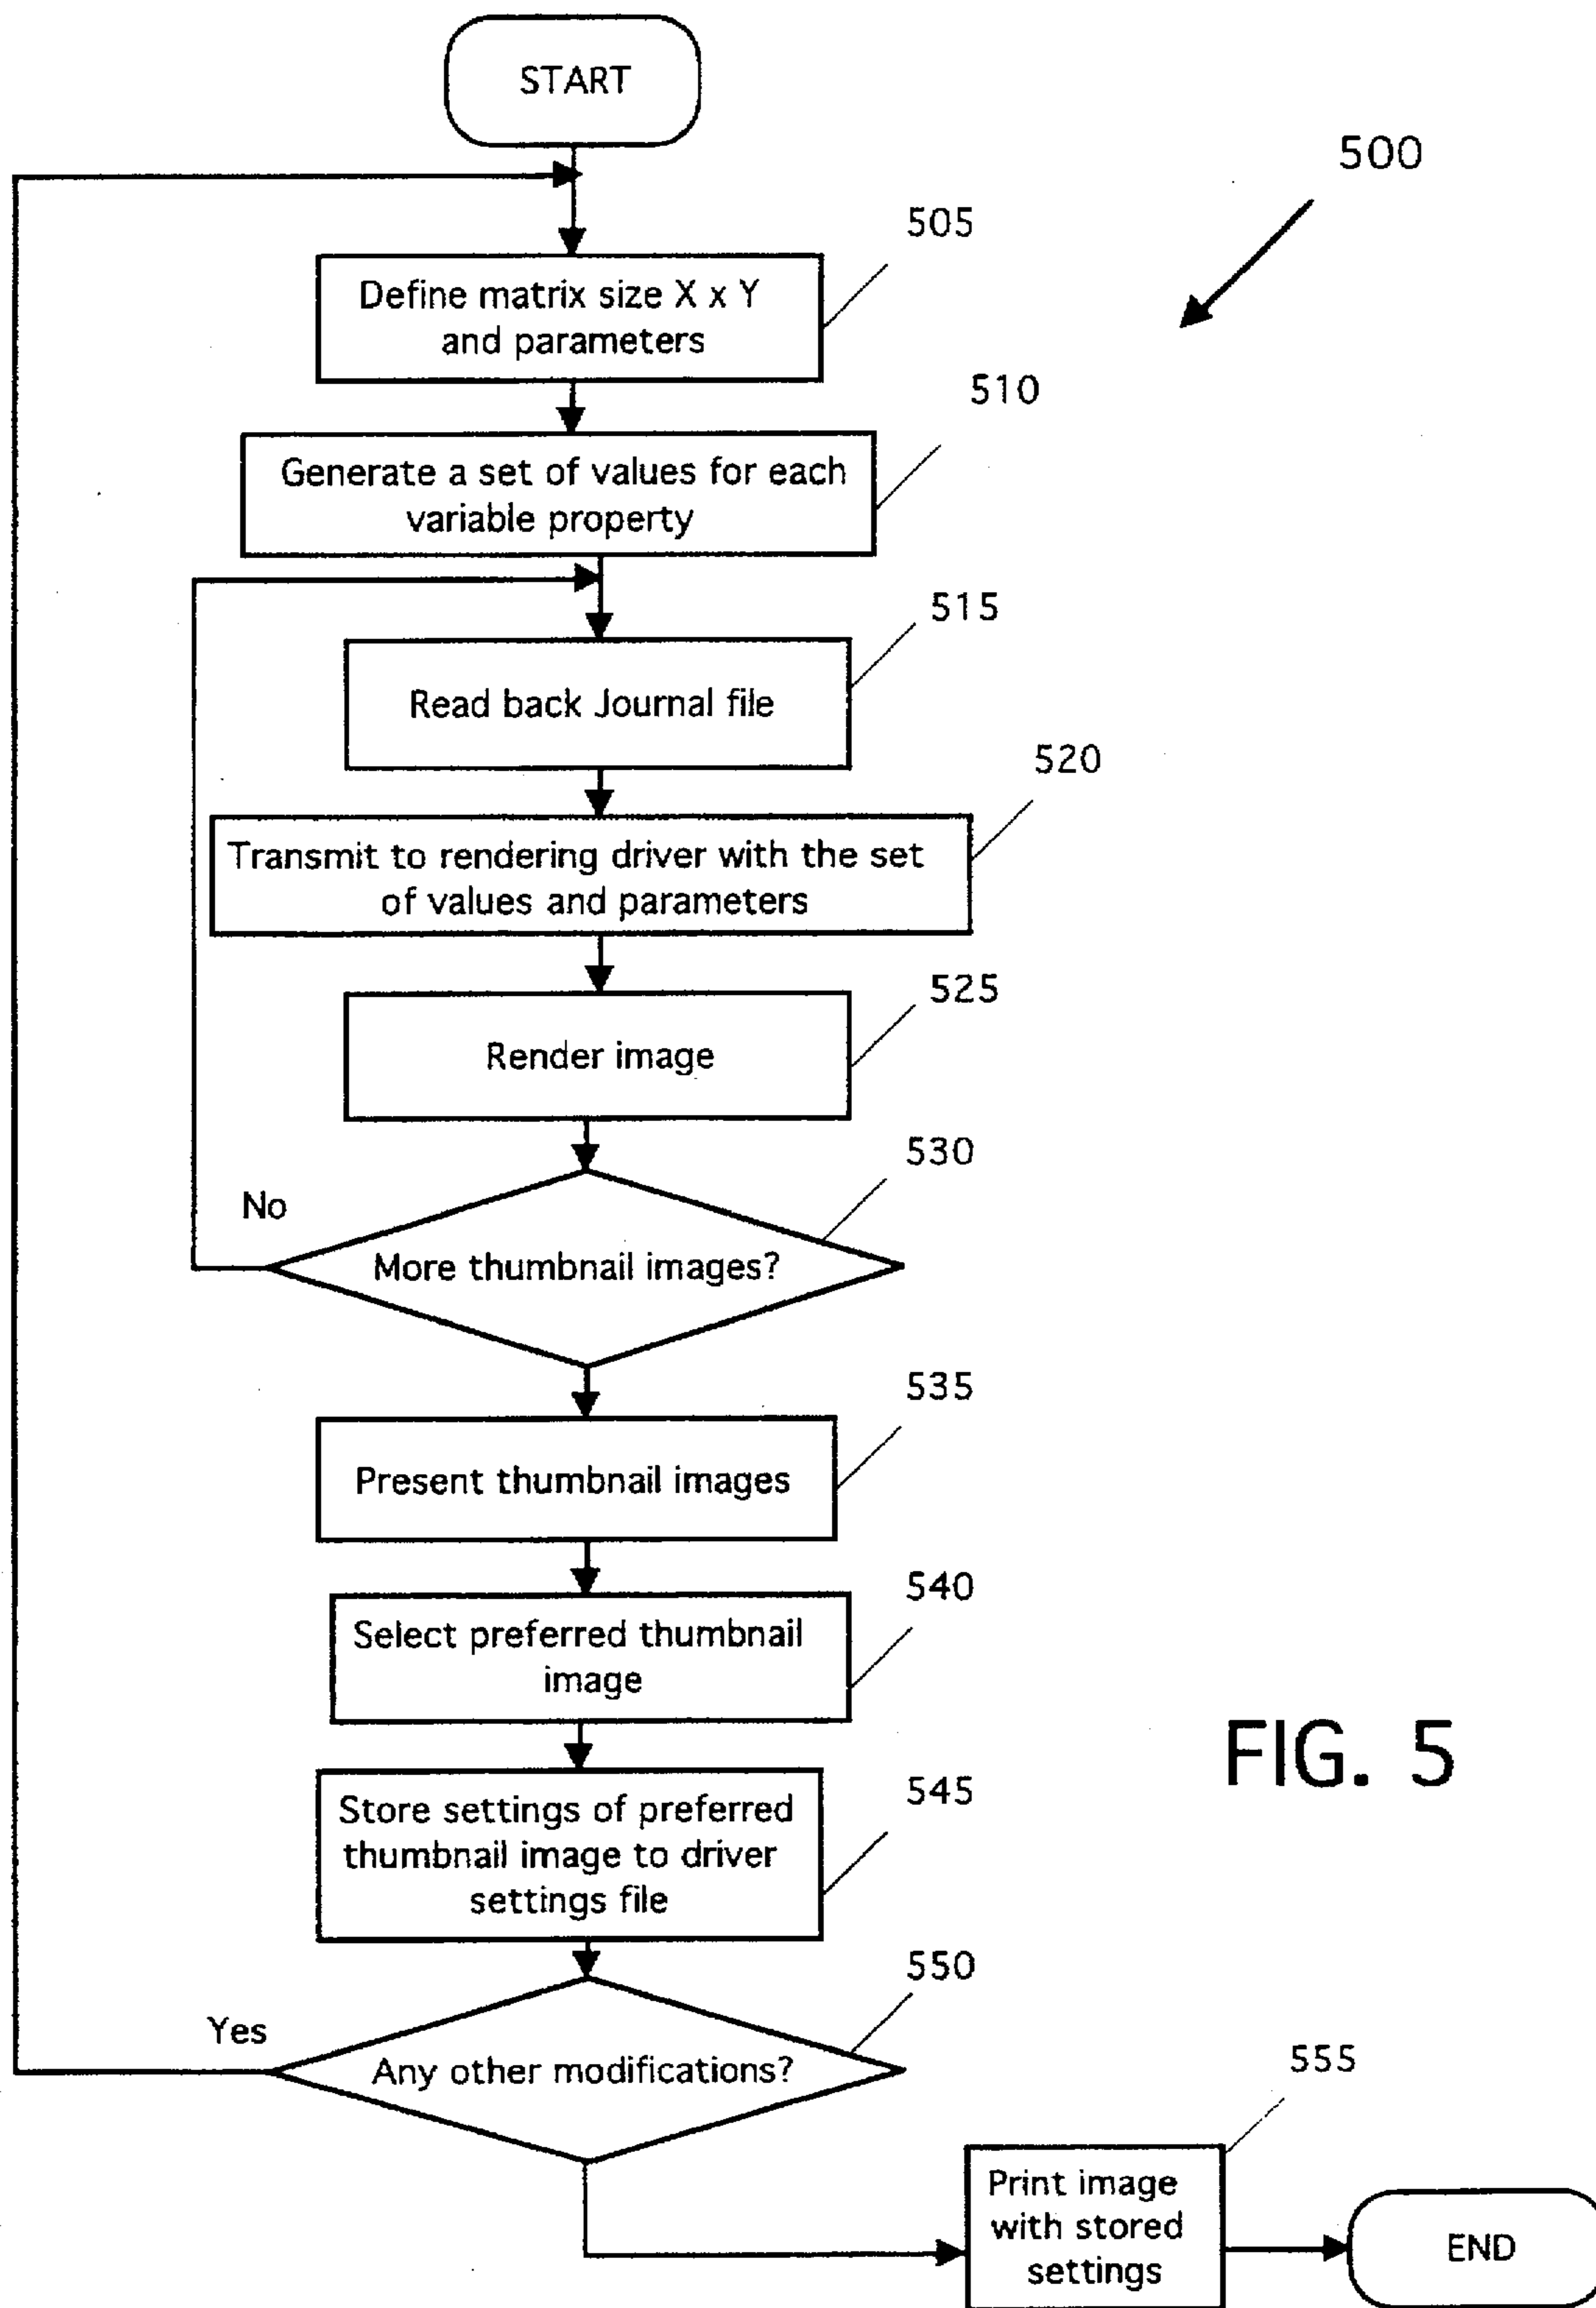 START
500
505
Define matrix size X x Y
and parameters
510
Generate a set of values for each
variable property
515
Read back Journal file
520
Transmit to rendering driver with the set
of values and parameters
525
Render image
530
No
More thumbnail images?
535
Present thumbnail images
540
Select preferred thumbnail
image
FIG. 5
545
Store settings of preferred
thumbnail image to driver
settings file
550
Yes
Any other modifications?
555
Print image
with stored
settings
END